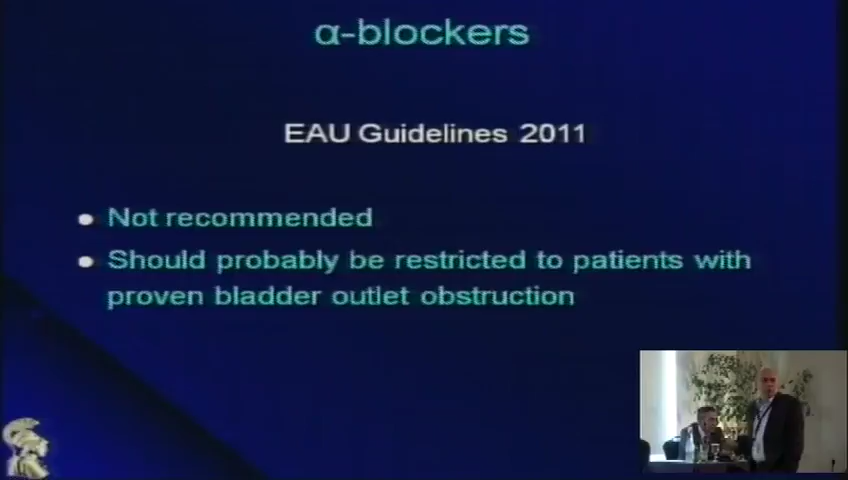 α-blockers
EAU Guidelines 2011
Not recommended
Should probably be restricted to patients with
proven bladder outlet obstruction